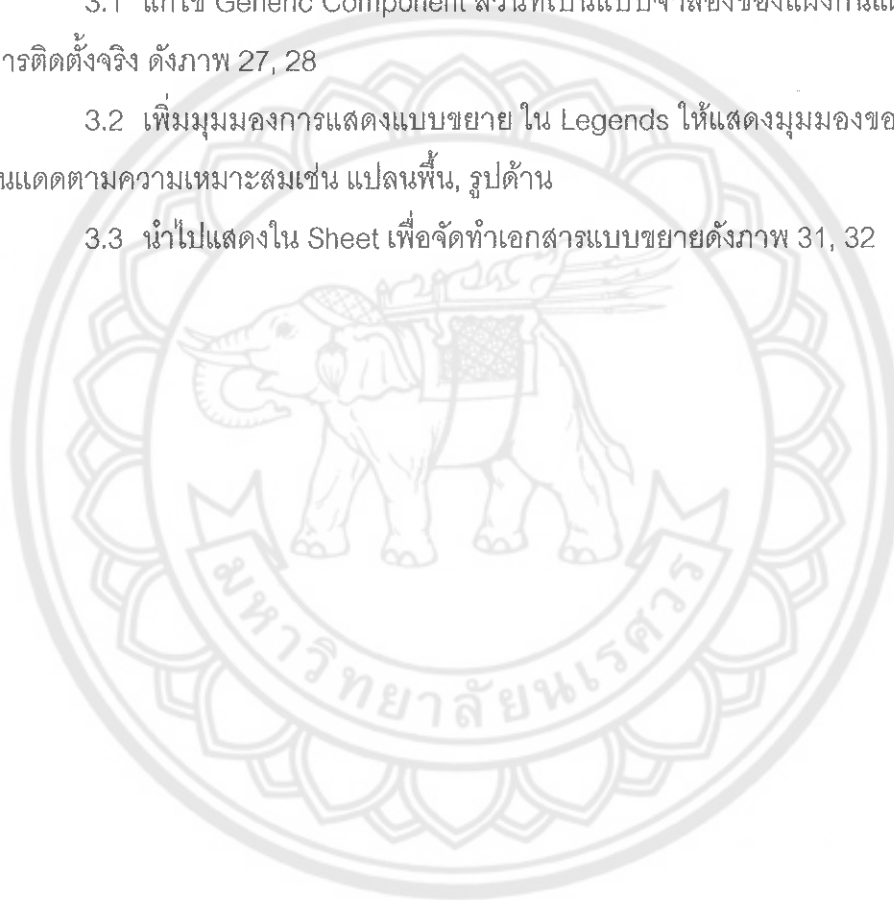 3.1 แก้ไข Generic Component ส่วนที่เป็นแบบจำลองของแผงกันแด
ารติดตั้งจริง ดังภาพ 27, 28
3.2 เพิ่มมุมมองการแสดงแบบขยาย ใน Legends ให้แสดงมุมมองขอ
นแดดตามความเหมาะสมเช่น แปลนพื้น, รูปด้าน
3.3 นำไปแสดงใน Sheet เพื่อจัดทำเอกสารแบบขยายดังภาพ 31, 32
มหาวิทยาลัยนเรศวร